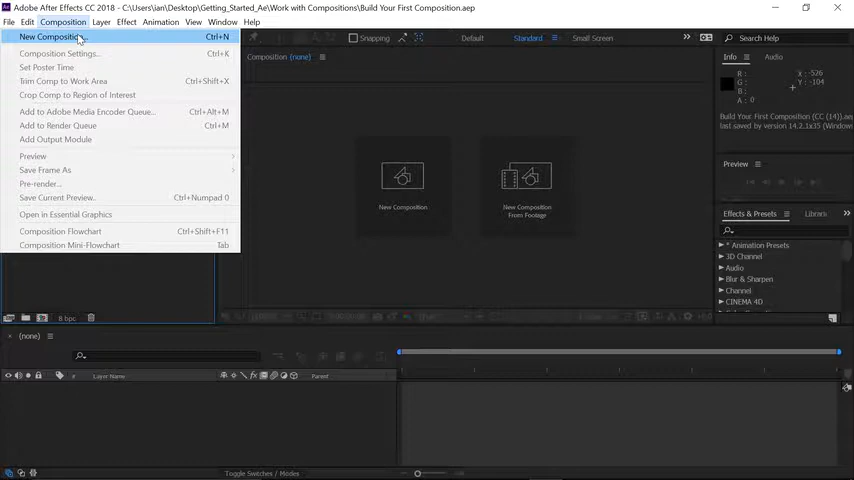 Adobe After Effects CC 2018 - C:\Users\ian\Desktop\Getting_Started_Ae\Work with Compositions\Build Your First Composition.aep
File Edit Composition Layer Effect Animation View Window Help
New Composition... Ctrl+N
Composition Settings... Ctrl+K
Set Poster Time
Trim Comp to Work Area Ctrl+Shift+X
Crop Comp to Region of Interest
Add to Adobe Media Encoder Queue... Ctrl+Alt+M
Add to Render Queue Ctrl+M
Add Output Module
Preview
Save Frame As
Pre-render...
Save Current Preview.. Ctrl+Numpad 0
Open in Essential Graphics
Composition Flowchart Ctrl+Shift+F11
Composition Mini-Flowchart Tab
8 bpc
Snapping
Default Standard Small Screen
Search Help
Composition (none)
New Composition
New Composition
From Footage
Info Audio
R :
G :
B :
A : 0
X : -526
Y : -104
Build Your First Composition (CC (14)).aep
last saved by version 14.2.1x35 (Windows
Preview
Effects & Presets Library
* Animation Presets
3D Channel
Audio
Blur & Sharpen
Channel
CINEMA 4D
(none)
# Layer Name
Parent
Toggle Switches / Modes